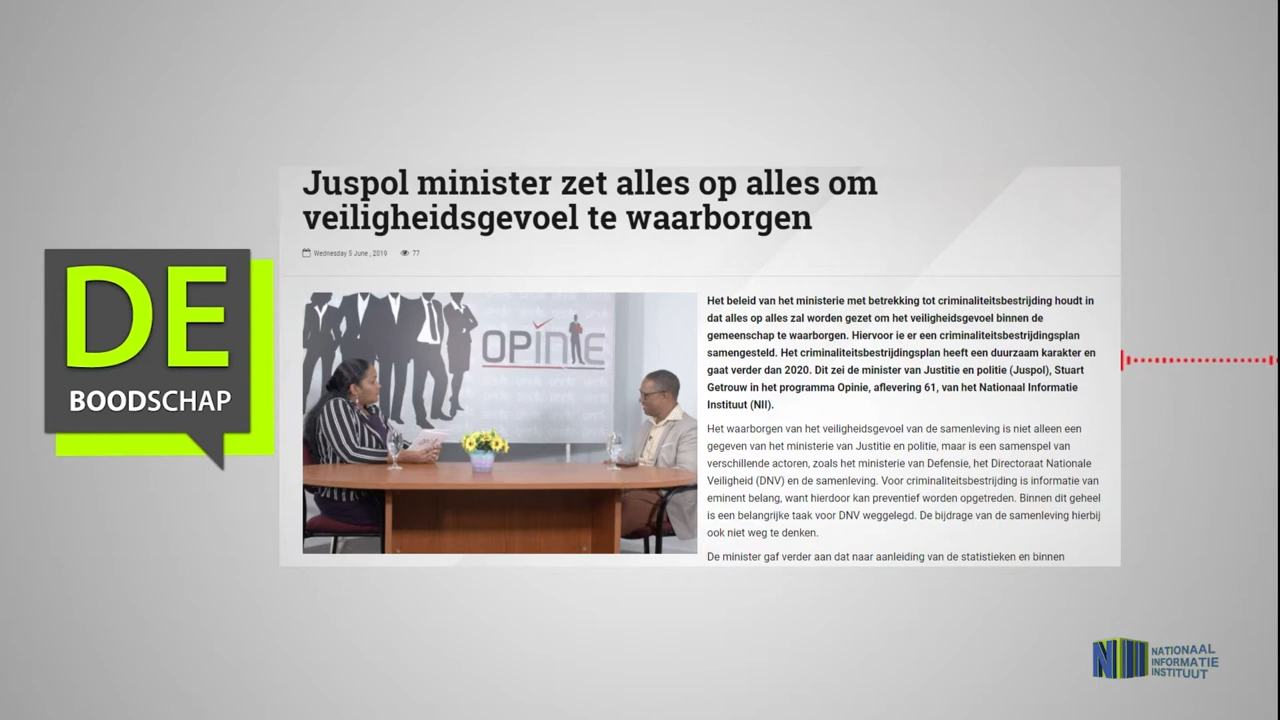 Juspol minister zet alles op alles om
veiligheidsgevoel te waarborgen
Wednesday 5 June , 2019 77
DE
BOODSCHAP
OPINIE
Het beleid van het ministerie met betrekking tot criminaliteitsbestrijding houdt in
dat alles op alles zal worden gezet om het veiligheidsgevoel binnen de
gemeenschap te waarborgen. Hiervoor ie er een criminaliteitsbestrijdingsplan
samengesteld. Het criminaliteitsbestrijdingsplan heeft een duurzaam karakter en
gaat verder dan 2020. Dit zei de minister van Justitie en politie (Juspol), Stuart
Getrouw in het programma Opinie, aflevering 61, van het Nationaal Informatie
Instituut (NII).
Het waarborgen van het veiligheidsgevoel van de samenleving is niet alleen een
gegeven van het ministerie van Justitie en politie, maar is een samenspel van
verschillende actoren, zoals het ministerie van Defensie, het Directoraat Nationale
Veiligheid (DNV) en de samenleving. Voor criminaliteitsbestrijding is informatie van
eminent belang, want hierdoor kan preventief worden opgetreden. Binnen dit geheel
is een belangrijke taak voor DNV weggelegd. De bijdrage van de samenleving hierbij
ook niet weg te denken.
De minister gaf verder aan dat naar aanleiding van de statistieken en binnen
NII
NATIONAAL
INFORMATIE
INSTITUUT